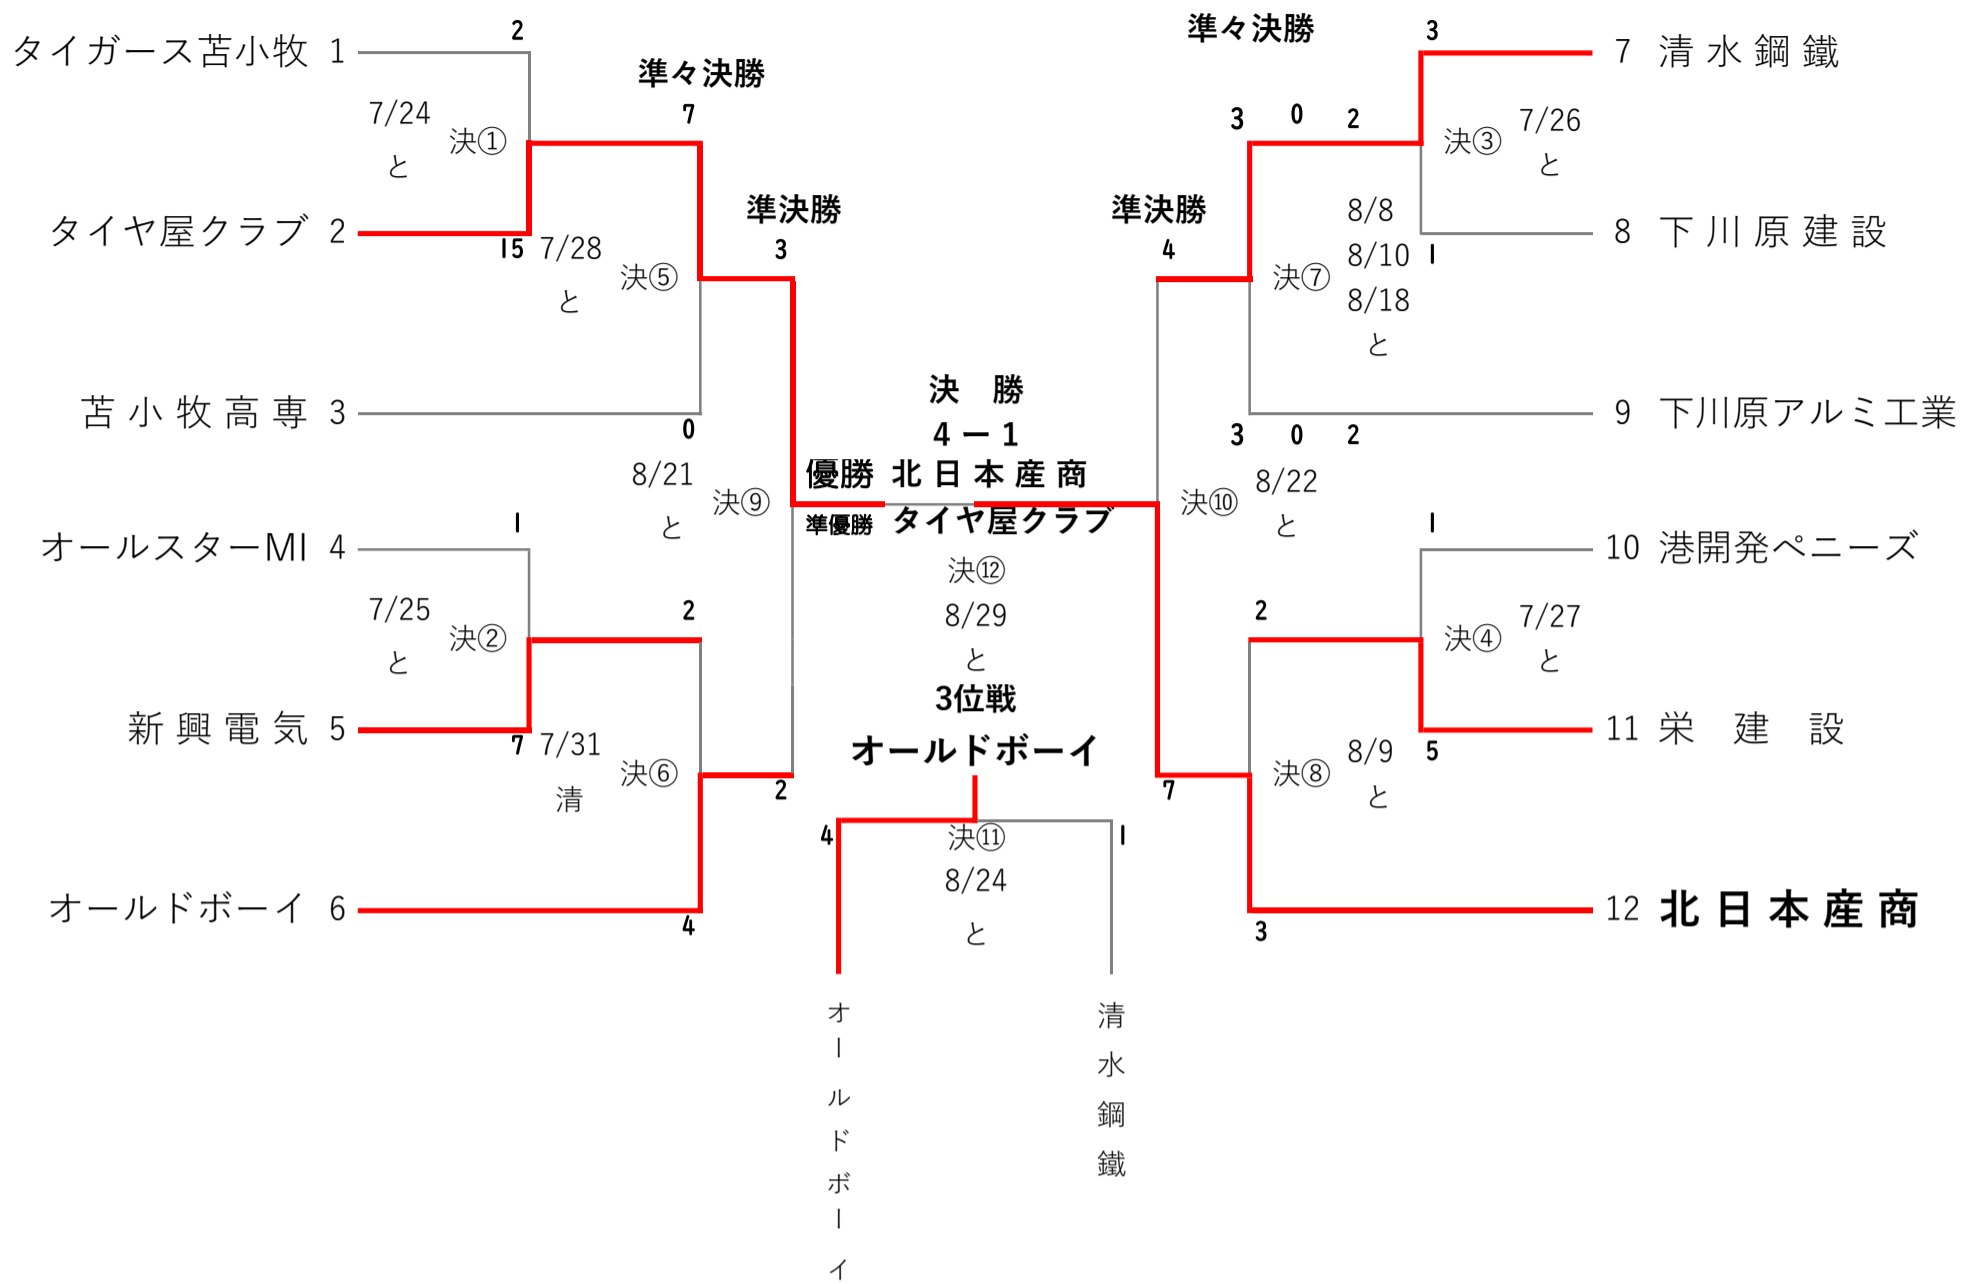 タイガース苫小牧 1
2
7/24
と
決①
タイヤ屋クラブ 2
15
準々決勝
7
7/28
と
決⑤
苫小牧高専 3
0
オールスターMI 4
1
7/25
と
決②
新興電気 5
7
2
7/31
清
決⑥
オールドボーイ 6
4
準決勝
3
8/21
と
決⑨
2
決 勝
4ー1
優勝 北日本産商
準優勝 タイヤ屋クラブ
決⑫
8/29
と
3位戦
オールドボーイ
4
1
決⑪
8/24
と
オールドボーイ
清水鋼鐵
準々決勝
3
7 清水鋼鐵
決③
7/26
と
8 下川原建設
1
3 0 2
準決勝
4
決⑦
8/8
8/10
8/18
と
9 下川原アルミ工業
3 0 2
決⑩
8/22
と
7
10 港開発ペニーズ
1
決④
7/27
と
11 栄建設
5
2
決⑧
8/9
と
12 北日本産商
3